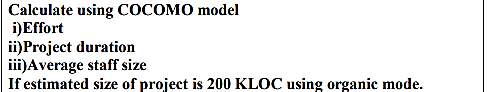 Calculate using COCOMO model
i)Effort
ii)Project duration
iii)Average staff size
If estimated size of project is 200 KLOC using organic mode.